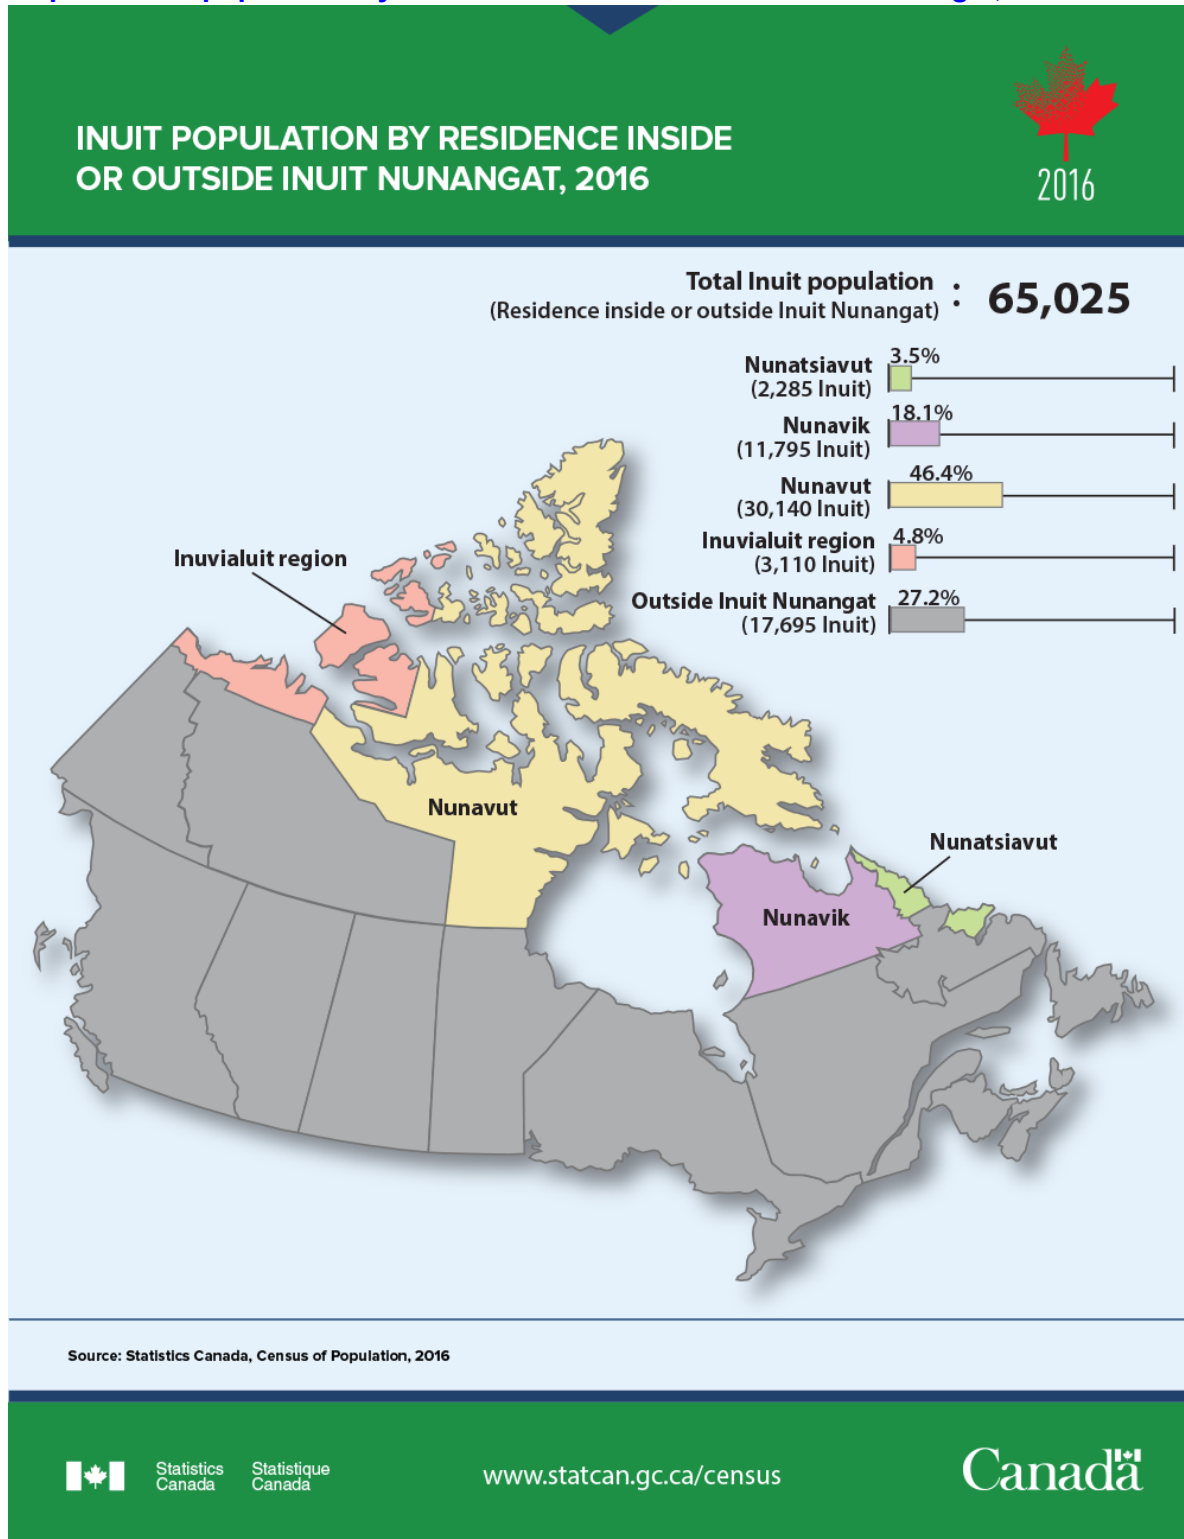 INUIT POPULATION BY RESIDENCE INSIDE
OR OUTSIDE INUIT NUNANGAT, 2016
2016
Total Inuit population
(Residence inside or outside Inuit Nunangat) : 65,025
Nunatsiavut
(2,285 Inuit)
3.5%
Nunavik
(11,795 Inuit)
18.1%
Nunavut
(30,140 Inuit)
46.4%
Inuvialuit region
(3,110 Inuit)
4.8%
Outside Inuit Nunangat
(17,695 Inuit)
27.2%
Inuvialuit region
Nunavut
Nunatsiavut
Nunavik
Source: Statistics Canada, Census of Population, 2016
Statistics
Canada
Statistique
Canada
www.statcan.gc.ca/census
Canada